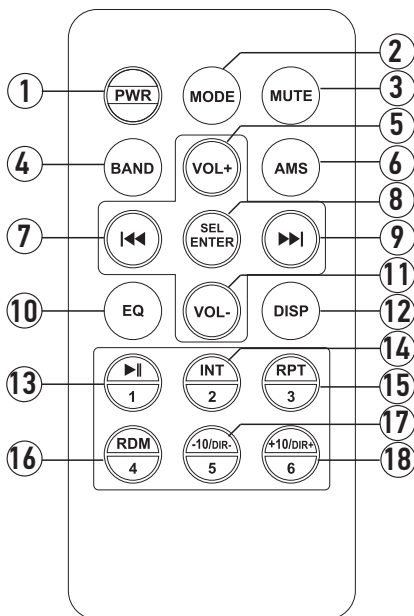 2
1 PWR MODE MUTE 3
5
4 BAND VOL+ AMS 6
8
7 SEL ENTER 9
11
10 EQ VOL- DISP 12
14
13 1 INT 2 RPT 3 15
17
16 RDM 4 -10/DIR- 5 +10/DIR+ 6 18